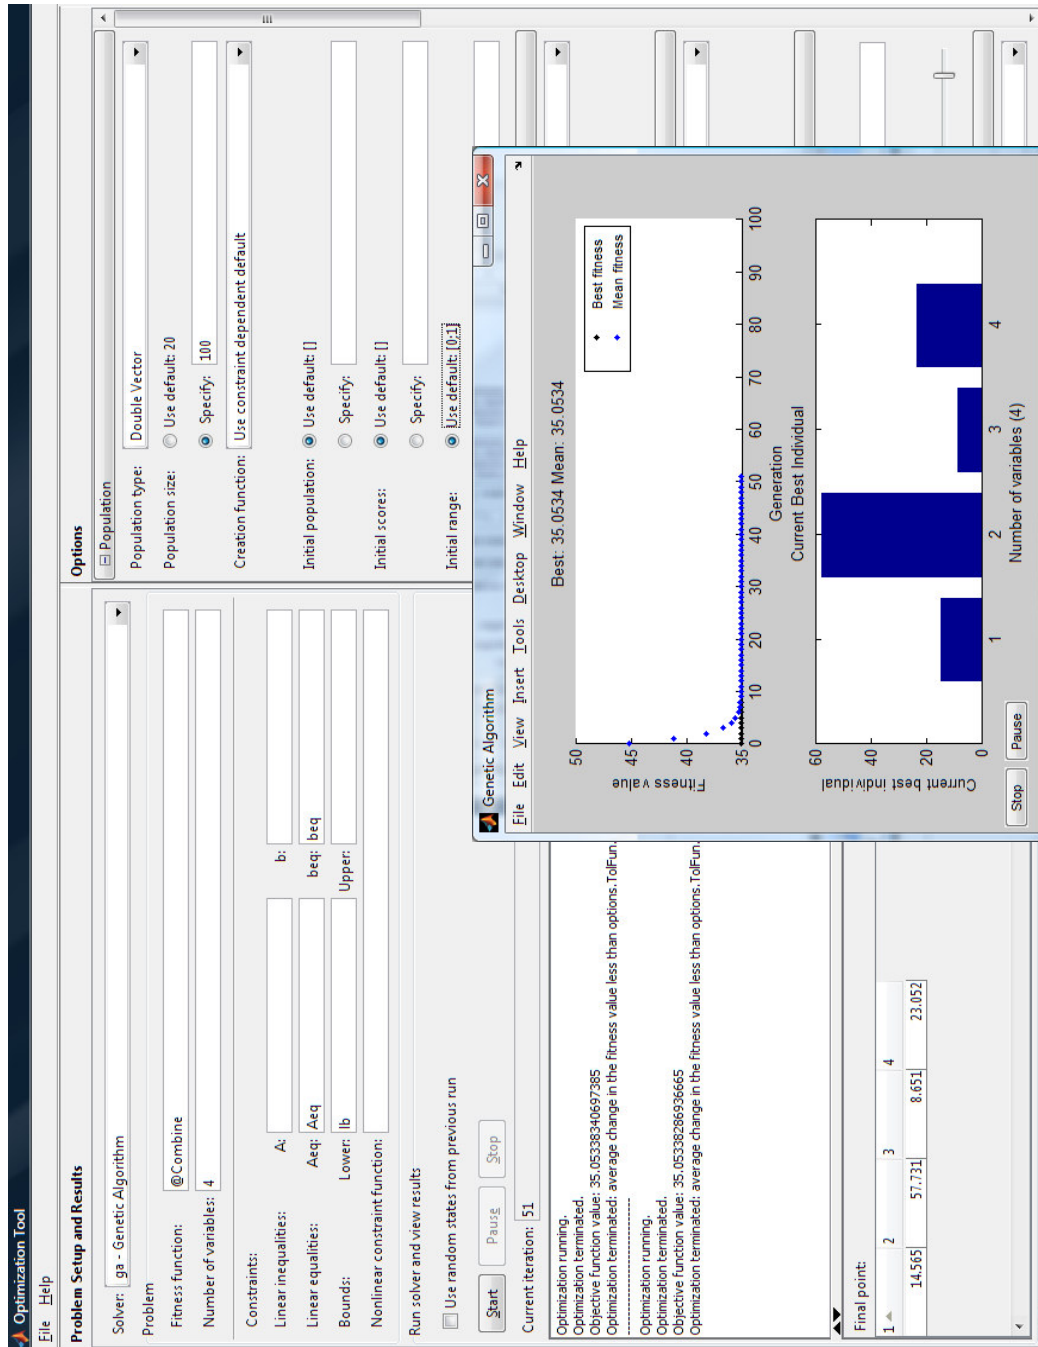 Optimization Tool
File Help
Problem Setup and Results
Solver: ga - Genetic Algorithm
Problem
Fitness function: @Combine
Number of variables: 4
Constraints:
Linear inequalities: A: b:
Linear equalities: Aeq: Aeq beq: beq
Bounds: Lower: lb Upper:
Nonlinear constraint function:
Run solver and view results
Use random states from previous run
Start Pause Stop
Current iteration: 51
Optimization running.
Optimization terminated.
Objective function value: 35.05338340697385
Optimization terminated: average change in the fitness value less than options.TolFun.
Optimization running.
Optimization terminated.
Objective function value: 35.05338286936665
Optimization terminated: average change in the fitness value less than options.TolFun.
Final point:
1 2 3 4
14.565 57.731 8.651 23.052
Options
Population
Population type: Double Vector
Population size: Use default: 20
Specify: 100
Creation function: Use constraint dependent default
Initial population: Use default: []
Specify:
Initial scores: Use default: []
Specify:
Initial range: Use default: [0;1]
Genetic Algorithm
File Edit View Insert Tools Desktop Window Help
Best: 35.0534 Mean: 35.0534
Best fitness
Mean fitness
Fitness value
50
45
40
35
0 10 20 30 40 50 60 70 80 90 100
Generation
Current Best Individual
Current best individual
60
40
20
0
1 2 3 4
Number of variables (4)
Stop Pause